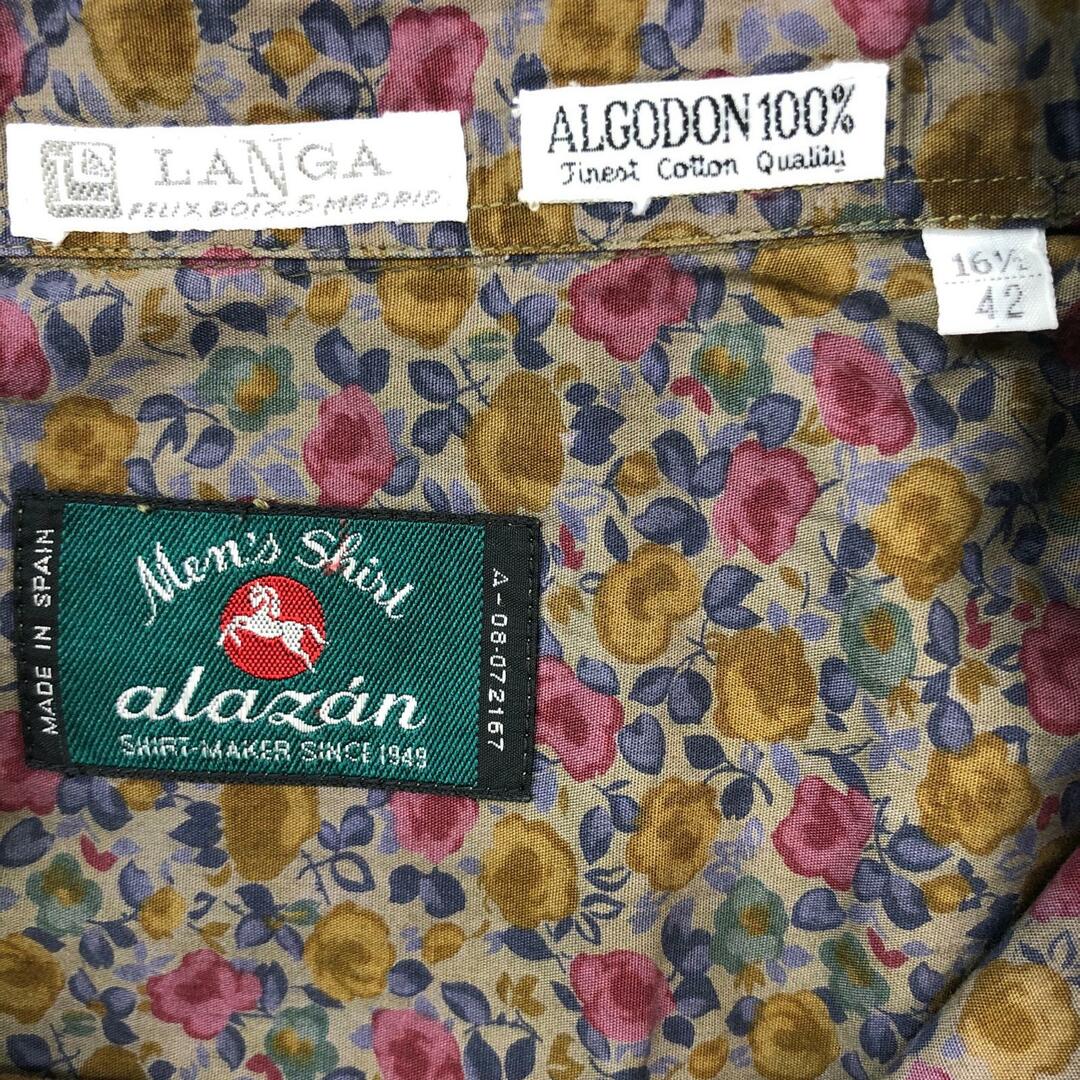 LANGA
FELIX BOIX.5 MADRID
ALGODON 100%
Finest Cotton Quality
16½
42
MADE IN SPAIN
Men's Shirt
alazán
SHIRT-MAKER SINCE 1949
A-08-072167